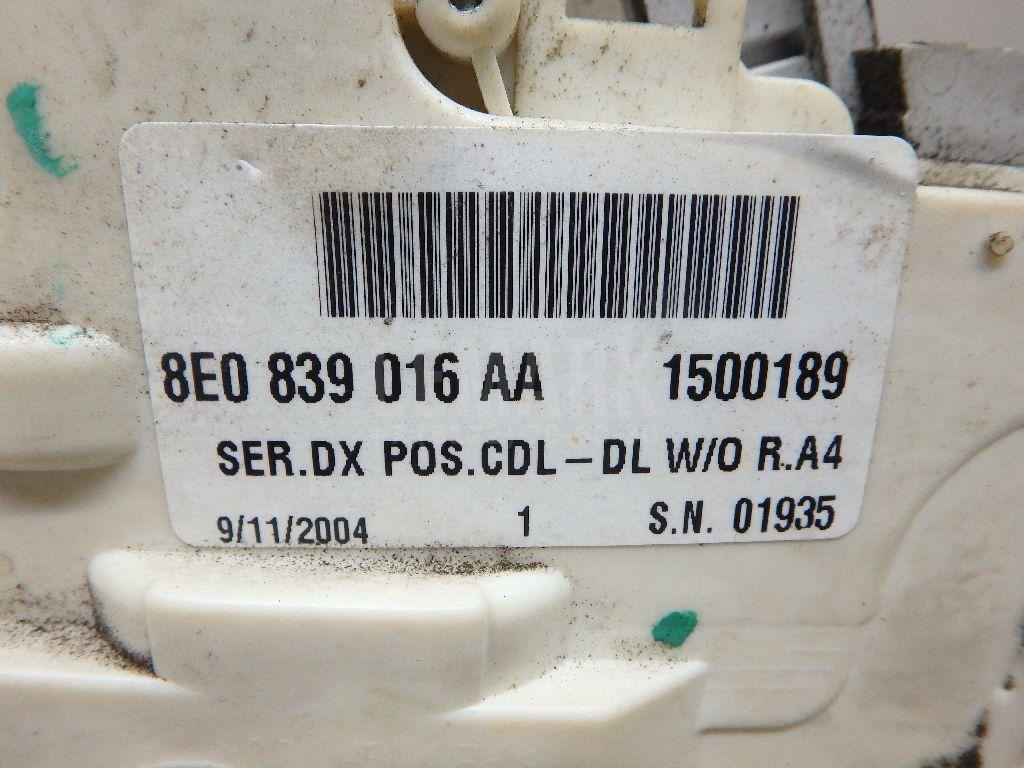 8E0 839 016 AA 1500189
SER.DX POS.CDL-DL W/O R.A4
9/11/2004 1 S.N. 01935